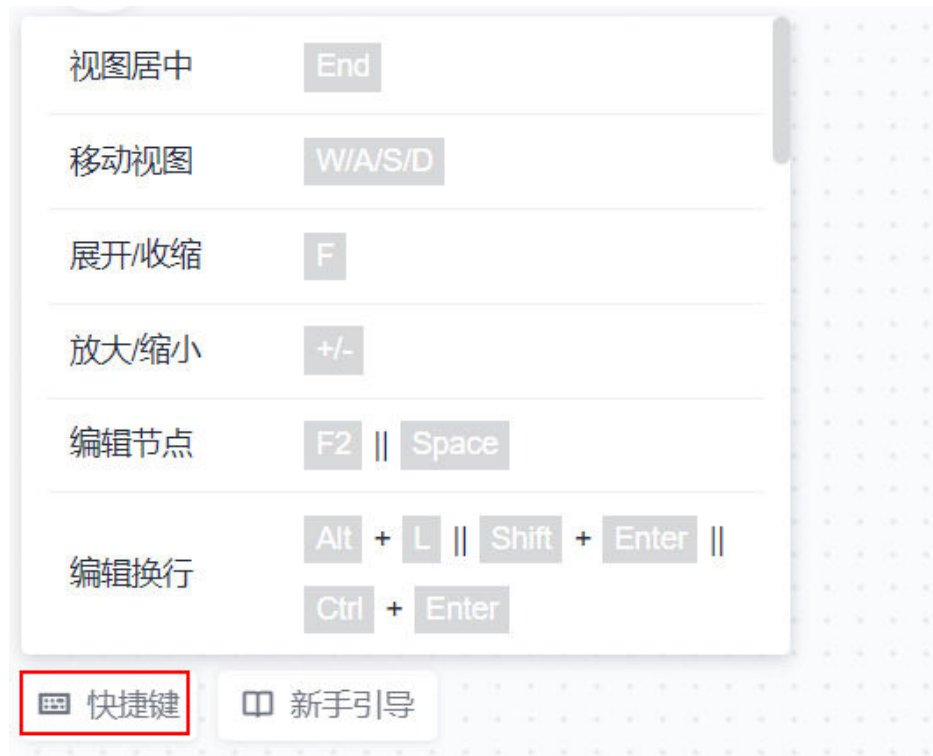 视图居中 End
移动视图 W/A/S/D
展开/收缩 F
放大/缩小 +/-
编辑节点 F2 || Space
编辑换行 Alt + L || Shift + Enter ||
Ctrl + Enter
快捷键 新手引导